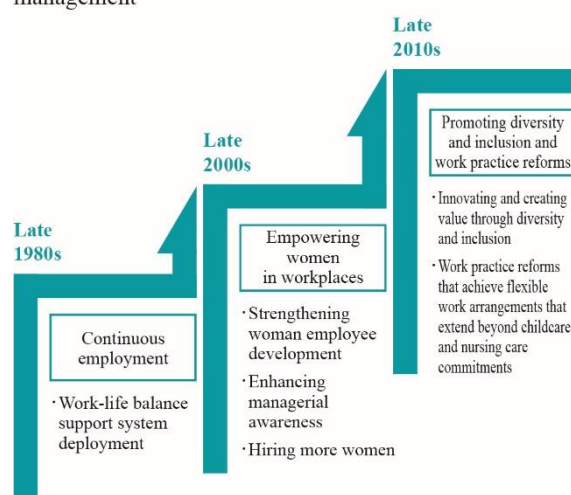 management
Late
1980s
Continuous
employment
・Work-life balance
support system
deployment
Late
2000s
Empowering
women
in workplaces
・Strengthening
woman employee
development
・Enhancing
managerial
awareness
・Hiring more women
Late
2010s
Promoting diversity
and inclusion and
work practice reforms
・Innovating and creating
value through diversity
and inclusion
・Work practice reforms
that achieve flexible
work arrangements that
extend beyond childcare
and nursing care
commitments